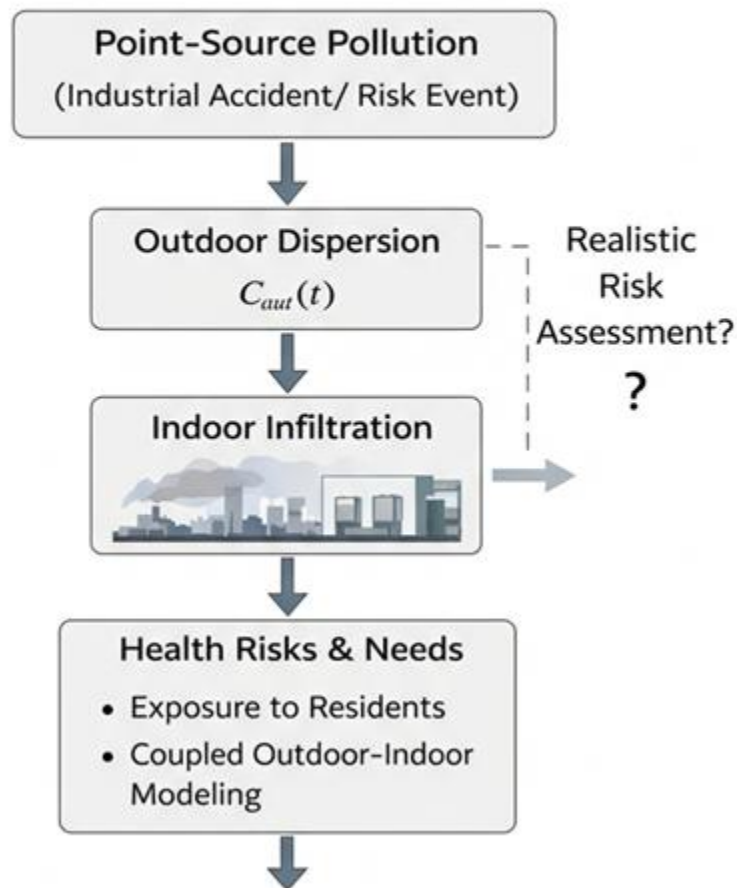 Point-Source Pollution
(Industrial Accident/ Risk Event)
Outdoor Dispersion
C_aut(t)
Realistic
Risk
Assessment?
?
Indoor Infiltration
Health Risks & Needs
• Exposure to Residents
• Coupled Outdoor-Indoor
Modeling